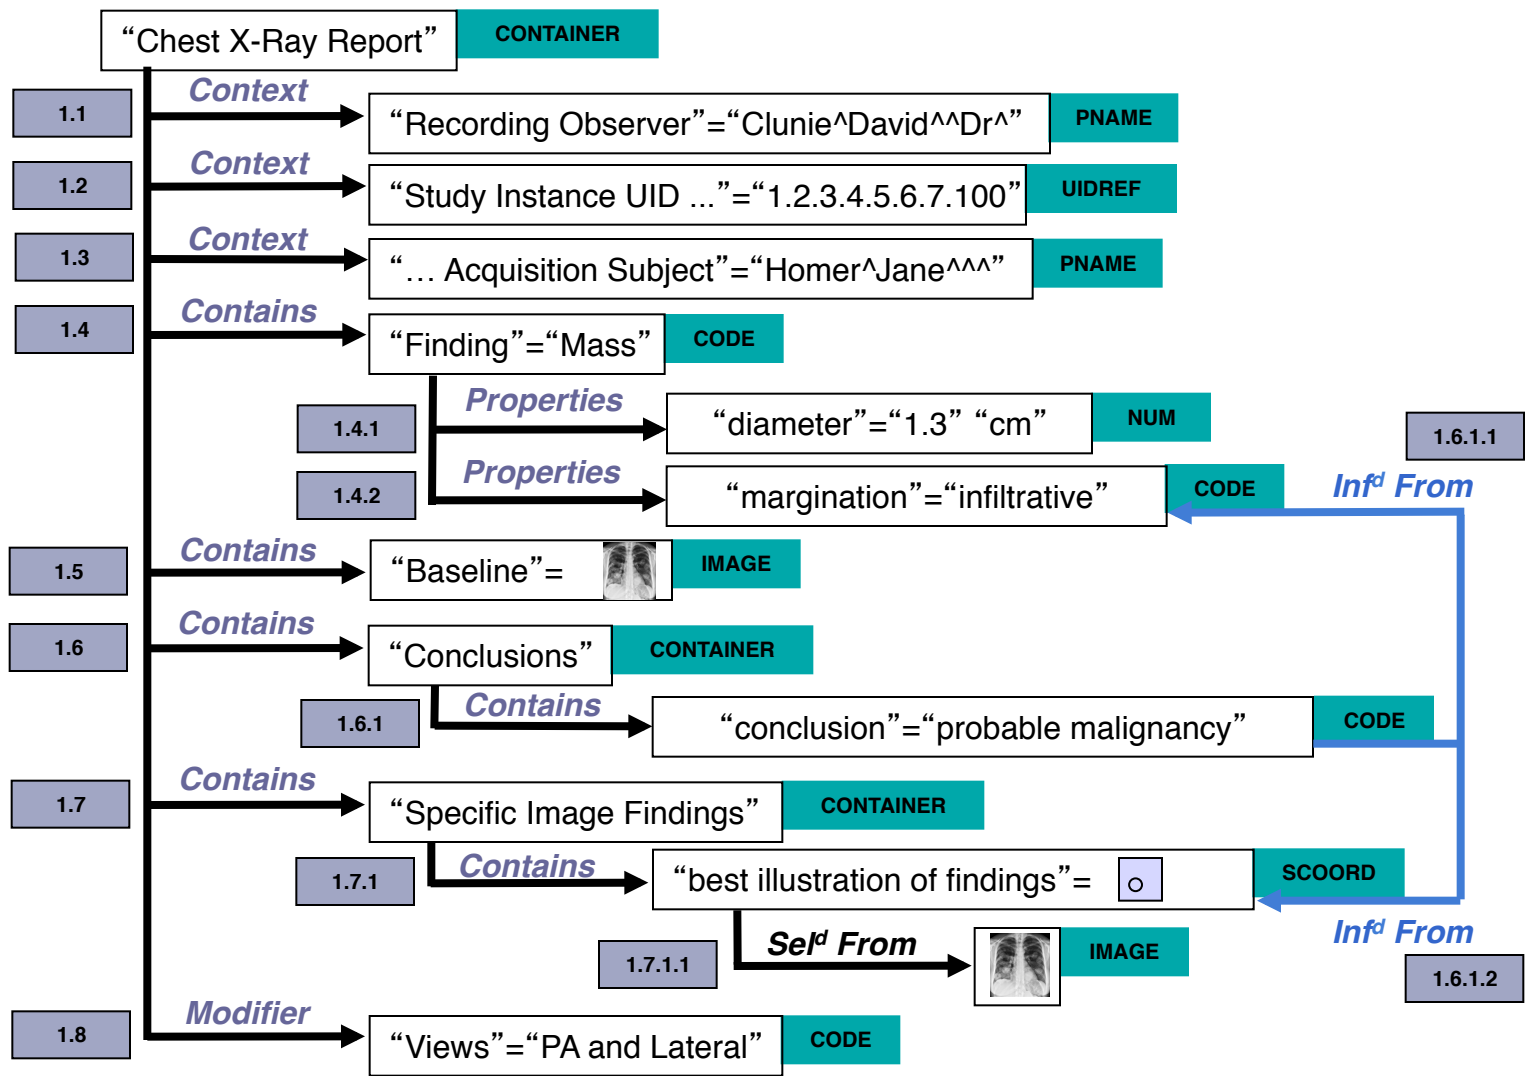 “Chest X-Ray Report” CONTAINER
1.1 Context “Recording Observer”=“Clunie^David^^Dr^” PNAME
1.2 Context “Study Instance UID ...”=“1.2.3.4.5.6.7.100” UIDREF
1.3 Context “… Acquisition Subject”=“Homer^Jane^^^” PNAME
1.4 Contains “Finding”=“Mass” CODE
1.4.1 Properties “diameter”=“1.3” “cm” NUM 1.6.1.1
1.4.2 Properties “margination”=“infiltrative” CODE Infᵈ From
1.5 Contains “Baseline”= IMAGE
1.6 Contains “Conclusions” CONTAINER
1.6.1 Contains “conclusion”=“probable malignancy” CODE
1.7 Contains “Specific Image Findings” CONTAINER
1.7.1 Contains “best illustration of findings”= SCOORD
Infᵈ From
1.7.1.1 Selᵈ From IMAGE 1.6.1.2
1.8 Modifier “Views”=“PA and Lateral” CODE